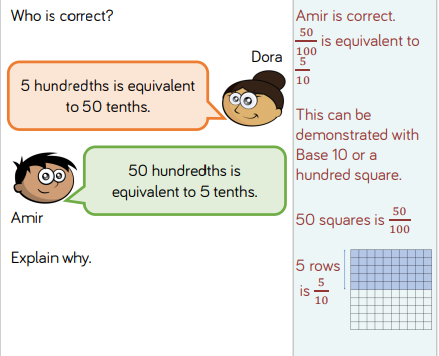 Who is correct?
Dora
5 hundredths is equivalent
to 50 tenths.
50 hundredths is
equivalent to 5 tenths.
Amir
Explain why.
Amir is correct.
50/100 is equivalent to
5/10
This can be
demonstrated with
Base 10 or a
hundred square.
50 squares is 50/100
5 rows
is 5/10